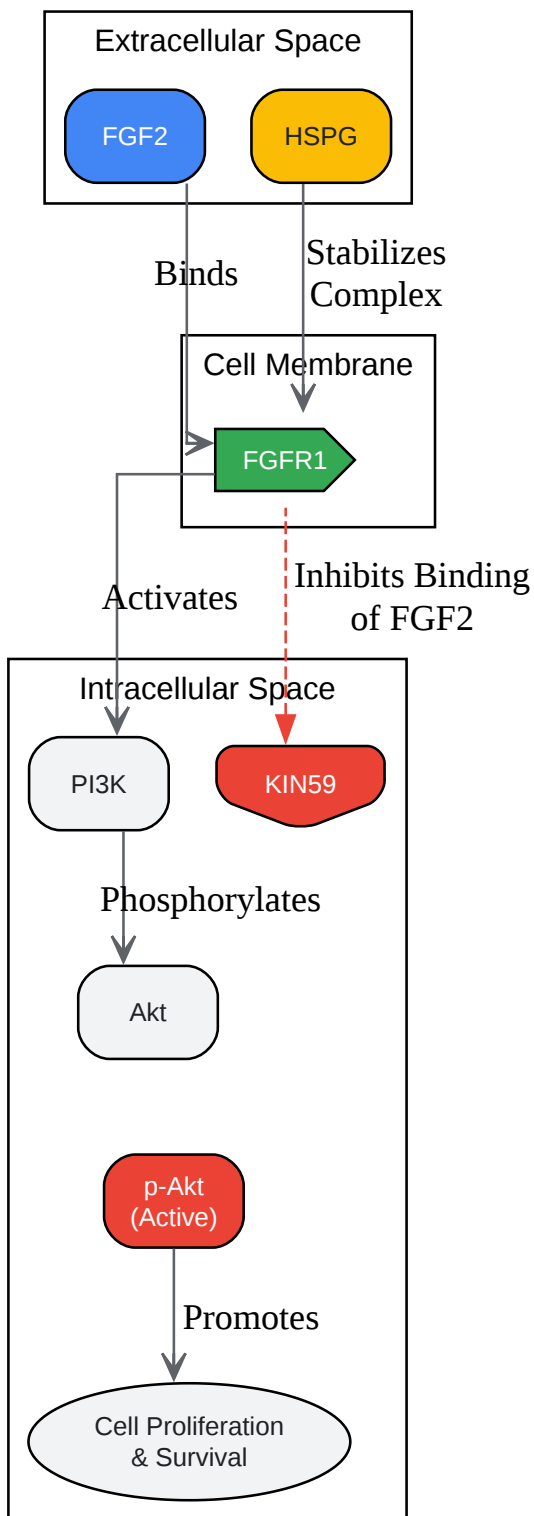 Extracellular Space
FGF2
HSPG
Binds
Stabilizes
Complex
Cell Membrane
FGFR1
Activates
Inhibits Binding
of FGF2
Intracellular Space
PI3K
KIN59
Phosphorylates
Akt
p-Akt
(Active)
Promotes
Cell Proliferation
& Survival